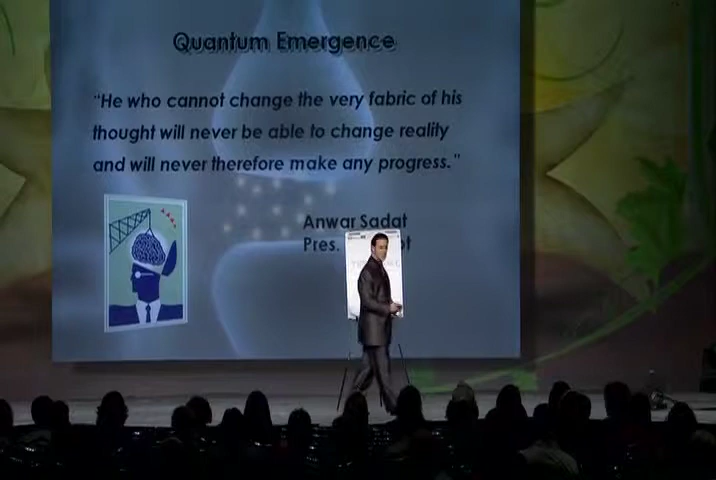 Quantum Emergence
"He who cannot change the very fabric of his
thought will never be able to change reality
and will never therefore make any progress."
Anwar Sadat
Pres.